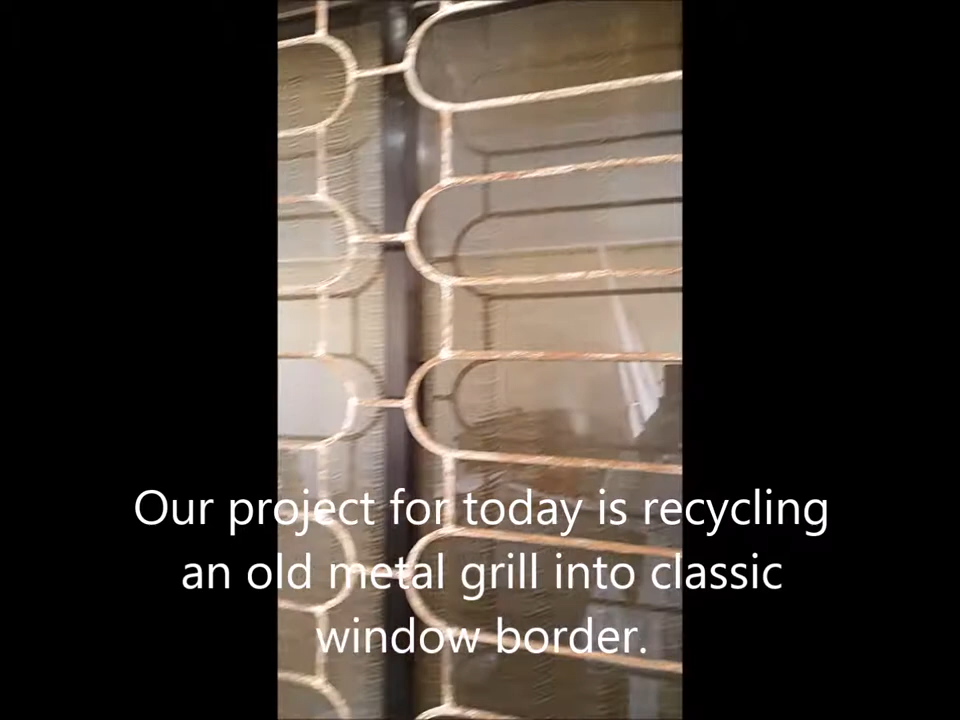 Our project for today is recycling
an old metal grill into classic
window border.